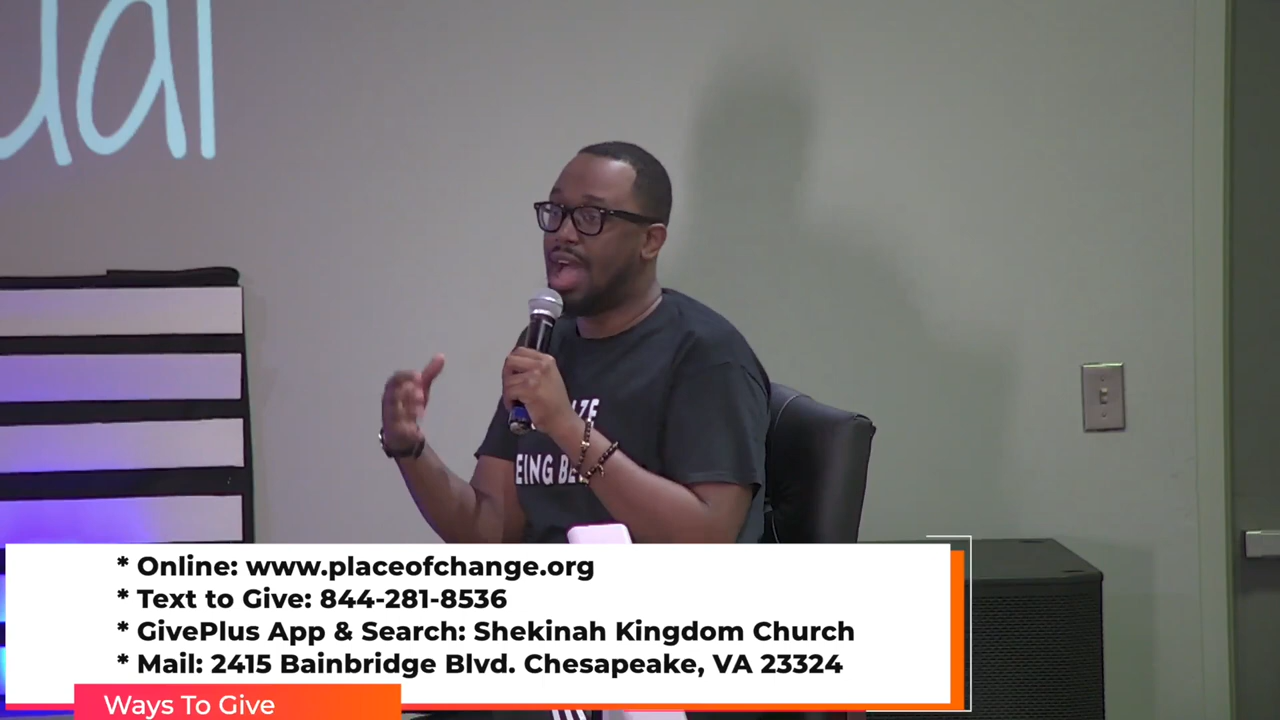 * Online: www.placeofchange.org
* Text to Give: 844-281-8536
* GivePlus App & Search: Shekinah Kingdom Church
* Mail: 2415 Bainbridge Blvd. Chesapeake, VA 23324
Ways To Give